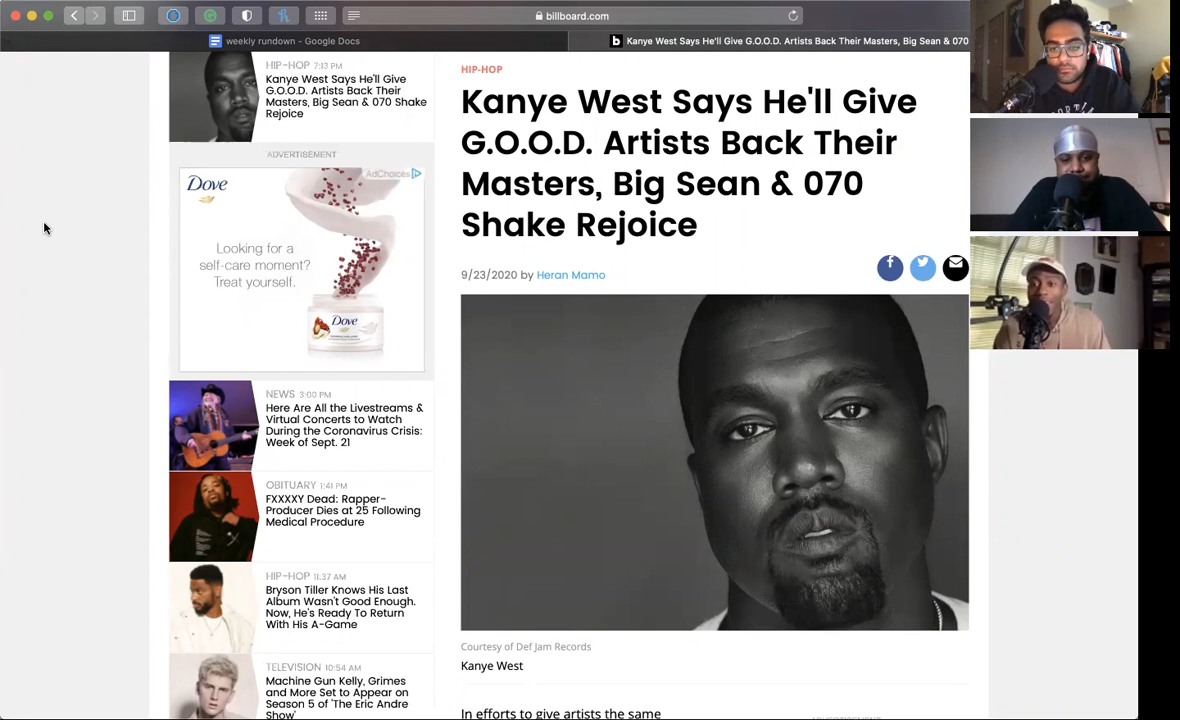 billboard.com
weekly rundown - Google Docs
Kanye West Says He'll Give G.O.O.D. Artists Back Their Masters, Big Sean & 070
HIP-HOP 7:13 PM
Kanye West Says He'll Give
G.O.O.D. Artists Back Their
Masters, Big Sean & 070 Shake
Rejoice
ADVERTISEMENT
AdChoices
Dove
Looking for a
self-care moment?
Treat yourself.
Dove
NEWS 3:00 PM
Here Are All the Livestreams &
Virtual Concerts to Watch
During the Coronavirus Crisis:
Week of Sept. 21
OBITUARY 1:41 PM
FXXXXY Dead: Rapper-
Producer Dies at 25 Following
Medical Procedure
HIP-HOP 11:37 AM
Bryson Tiller Knows His Last
Album Wasn't Good Enough.
Now, He's Ready To Return
With His A-Game
TELEVISION 10:54 AM
Machine Gun Kelly, Grimes
and More Set to Appear on
Season 5 of 'The Eric Andre
Show'
HIP-HOP
Kanye West Says He'll Give
G.O.O.D. Artists Back Their
Masters, Big Sean & 070
Shake Rejoice
9/23/2020 by Heran Mamo
Courtesy of Def Jam Records
Kanye West
In efforts to give artists the same